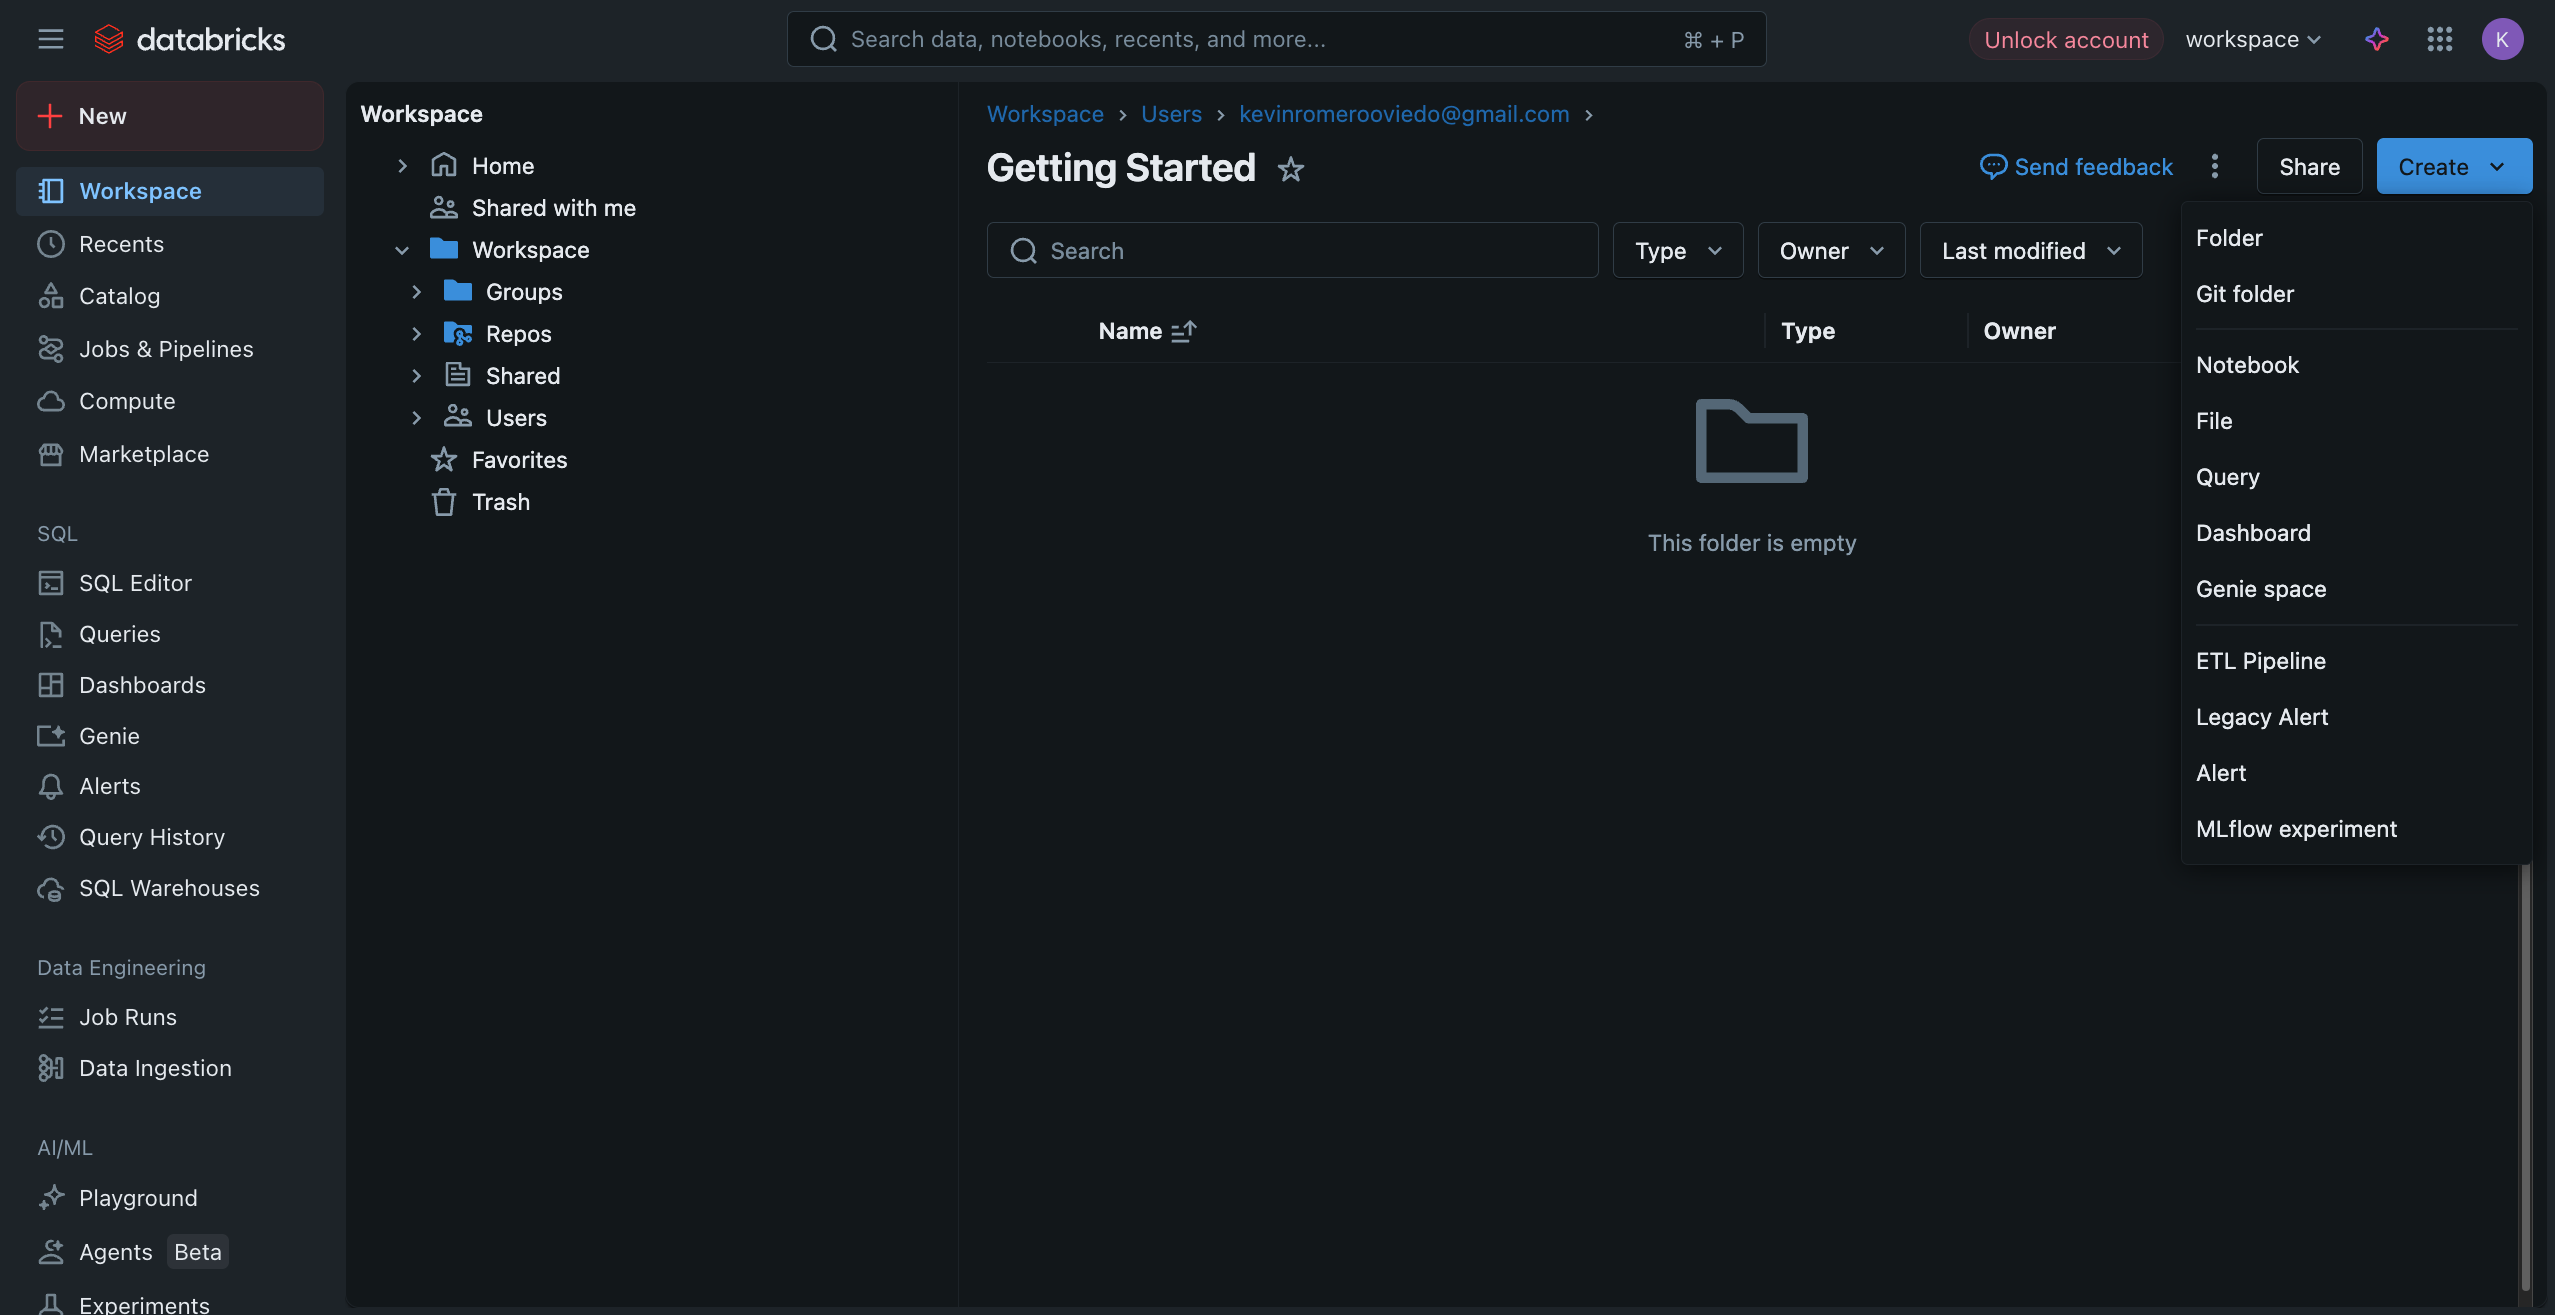 databricks
Search data, notebooks, recents, and more...
⌘ + P
Unlock account
workspace
K
New
Workspace
Recents
Catalog
Jobs & Pipelines
Compute
Marketplace
SQL
SQL Editor
Queries
Dashboards
Genie
Alerts
Query History
SQL Warehouses
Data Engineering
Job Runs
Data Ingestion
AI/ML
Playground
Agents Beta
Experiments
Workspace
Home
Shared with me
Workspace
Groups
Repos
Shared
Users
Favorites
Trash
Workspace > Users > kevinromerooviedo@gmail.com >
Getting Started
Send feedback
Share
Create
Search
Type
Owner
Last modified
Name
Type
Owner
This folder is empty
Folder
Git folder
Notebook
File
Query
Dashboard
Genie space
ETL Pipeline
Legacy Alert
Alert
MLflow experiment